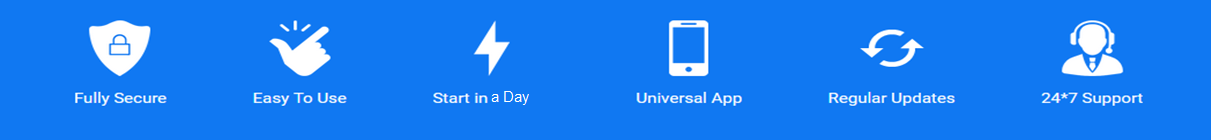 Fully Secure
Easy To Use
Start in a Day
Universal App
Regular Updates
24*7 Support